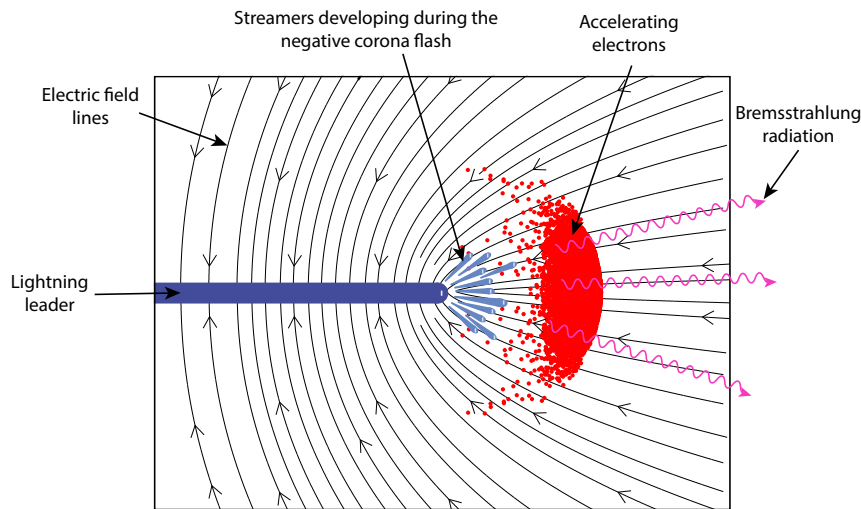 Streamers developing during the
negative corona flash
Accelerating
electrons
Electric field
lines
Bremsstrahlung
radiation
Lightning
leader